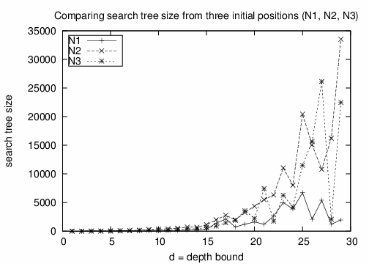 Comparing search tree size from three initial positions (N1, N2, N3)
35000
30000
25000
20000
15000
10000
5000
0
N1
N2
N3
search tree size
0 5 10 15 20 25 30
d = depth bound